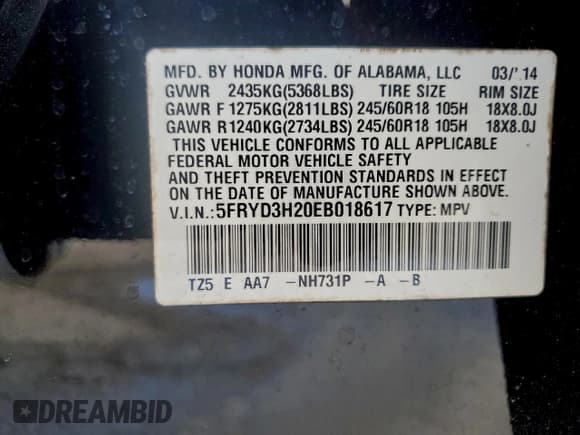 MFD. BY HONDA MFG. OF ALABAMA, LLC 03/'14
GVWR 2435KG(5368LBS) TIRE SIZE RIM SIZE
GAWR F 1275KG(2811LBS) 245/60R18 105H 18X8.0J
GAWR R 1240KG(2734LBS) 245/60R18 105H 18X8.0J
THIS VEHICLE CONFORMS TO ALL APPLICABLE
FEDERAL MOTOR VEHICLE SAFETY
AND THEFT PREVENTION STANDARDS IN EFFECT
ON THE DATE OF MANUFACTURE SHOWN ABOVE.
V.I.N.:5FRYD3H20EB018617 TYPE: MPV
TZ5 E AA7 -NH731P -A -B
DREAMBID